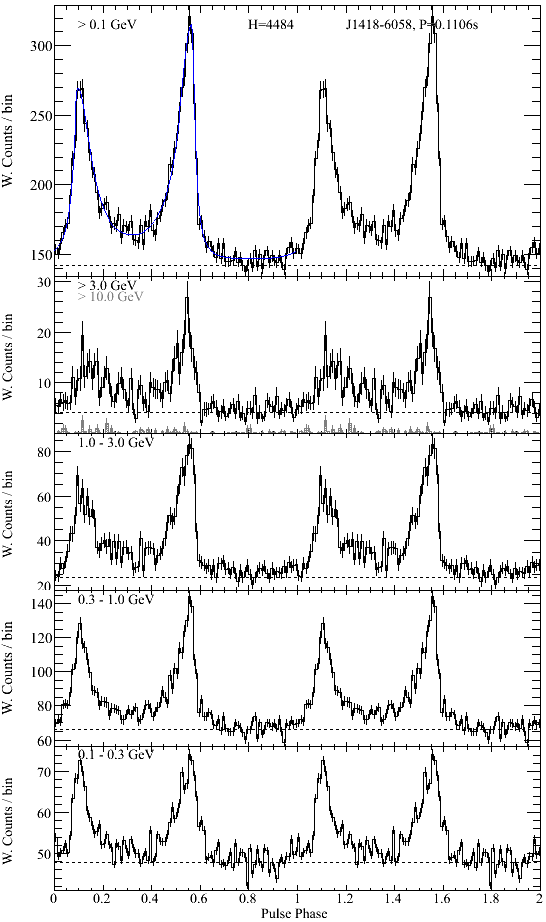 > 0.1 GeV H=4484 J1418-6058, P=0.1106s
300
250
200
150
W. Counts / bin
> 3.0 GeV
> 10.0 GeV
30
20
10
W. Counts / bin
1.0 - 3.0 GeV
80
60
40
20
W. Counts / bin
0.3 - 1.0 GeV
140
120
100
80
60
W. Counts / bin
0.1 - 0.3 GeV
70
60
50
W. Counts / bin
0 0.2 0.4 0.6 0.8 1 1.2 1.4 1.6 1.8 2
Pulse Phase